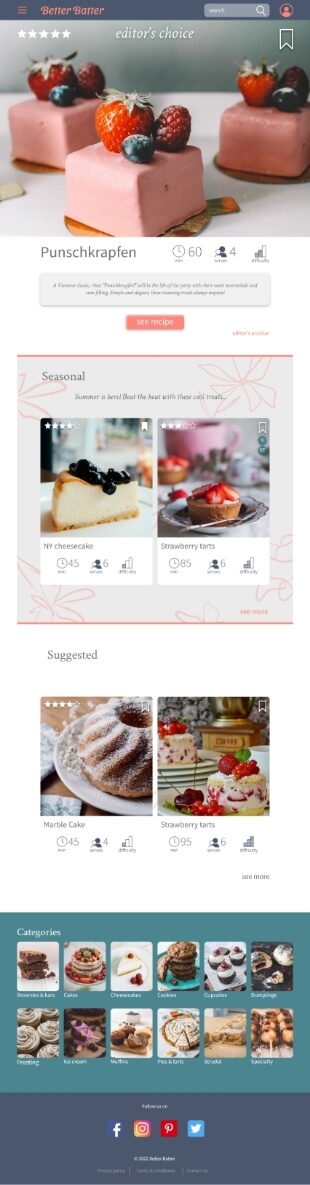 Better Batter
search
editor's choice
Punschkrapfen
60
4
min
serves
difficulty
A Viennese classic, these "Punschkrapferl" will be the life of the party with their sweet marmelade and
rum filling. Simple and elegant, these stunning treats always impress!
see recipe
editor's archive
Seasonal
Summer is here! Beat the heat with these cool treats...
V
GF
NY cheesecake
45
6
min
serves
difficulty
Strawberry tarts
85
6
min
serves
difficulty
see more
Suggested
COFFEE
Marble Cake
45
4
min
serves
difficulty
Strawberry tarts
95
6
min
serves
difficulty
see more
Categories
Brownies & bars
Cakes
Cheesecakes
Cookies
Cupcakes
Dumplings
Frosting
Ice cream
Muffins
Pies & tarts
Strudel
Specialty
Follow us on
© 2022 Better Batter
Privacy policy
Terms & conditions
Contact us